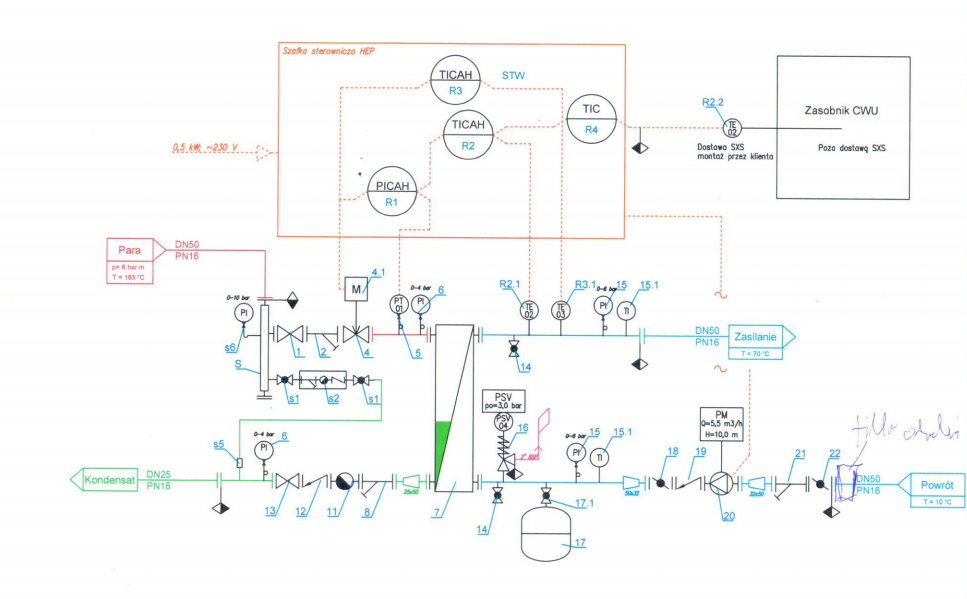 Szafka sterownicza HEP
TICAH
R3
STW
TICAH
R2
TIC
R4
PICAH
R1
R2.2
TE
02
Dostawa SXS
montaż przez klienta
Zasobnik CWU
Poza dostawą SXS
0,5 kW, ~230 V
Para
p= 6 bar m
T = 165 °C
DN50
PN16
M
4.1
0-10 bar
PI
s6
S
1
2
4
PT
01
5
0-4 bar
PI
6
R2.1
TE
02
R3.1
TE
03
0-6 bar
15
PI
15.1
TI
14
DN50
PN16
Zasilanie
T = 70 °C
s1
s2
s1
s5
0-4 bar
6
PI
Kondensat
DN25
PN16
13
12
11
8
7
PSV
po=3,0 bar
PSV
04
16
14
0-6 bar
15
PI
15.1
TI
17.1
17
50x32
18
19
PM
Q=5,5 m3/h
H=10,0 m
20
32x50
21
22
DN50
PN16
Powrót
T = 10 °C